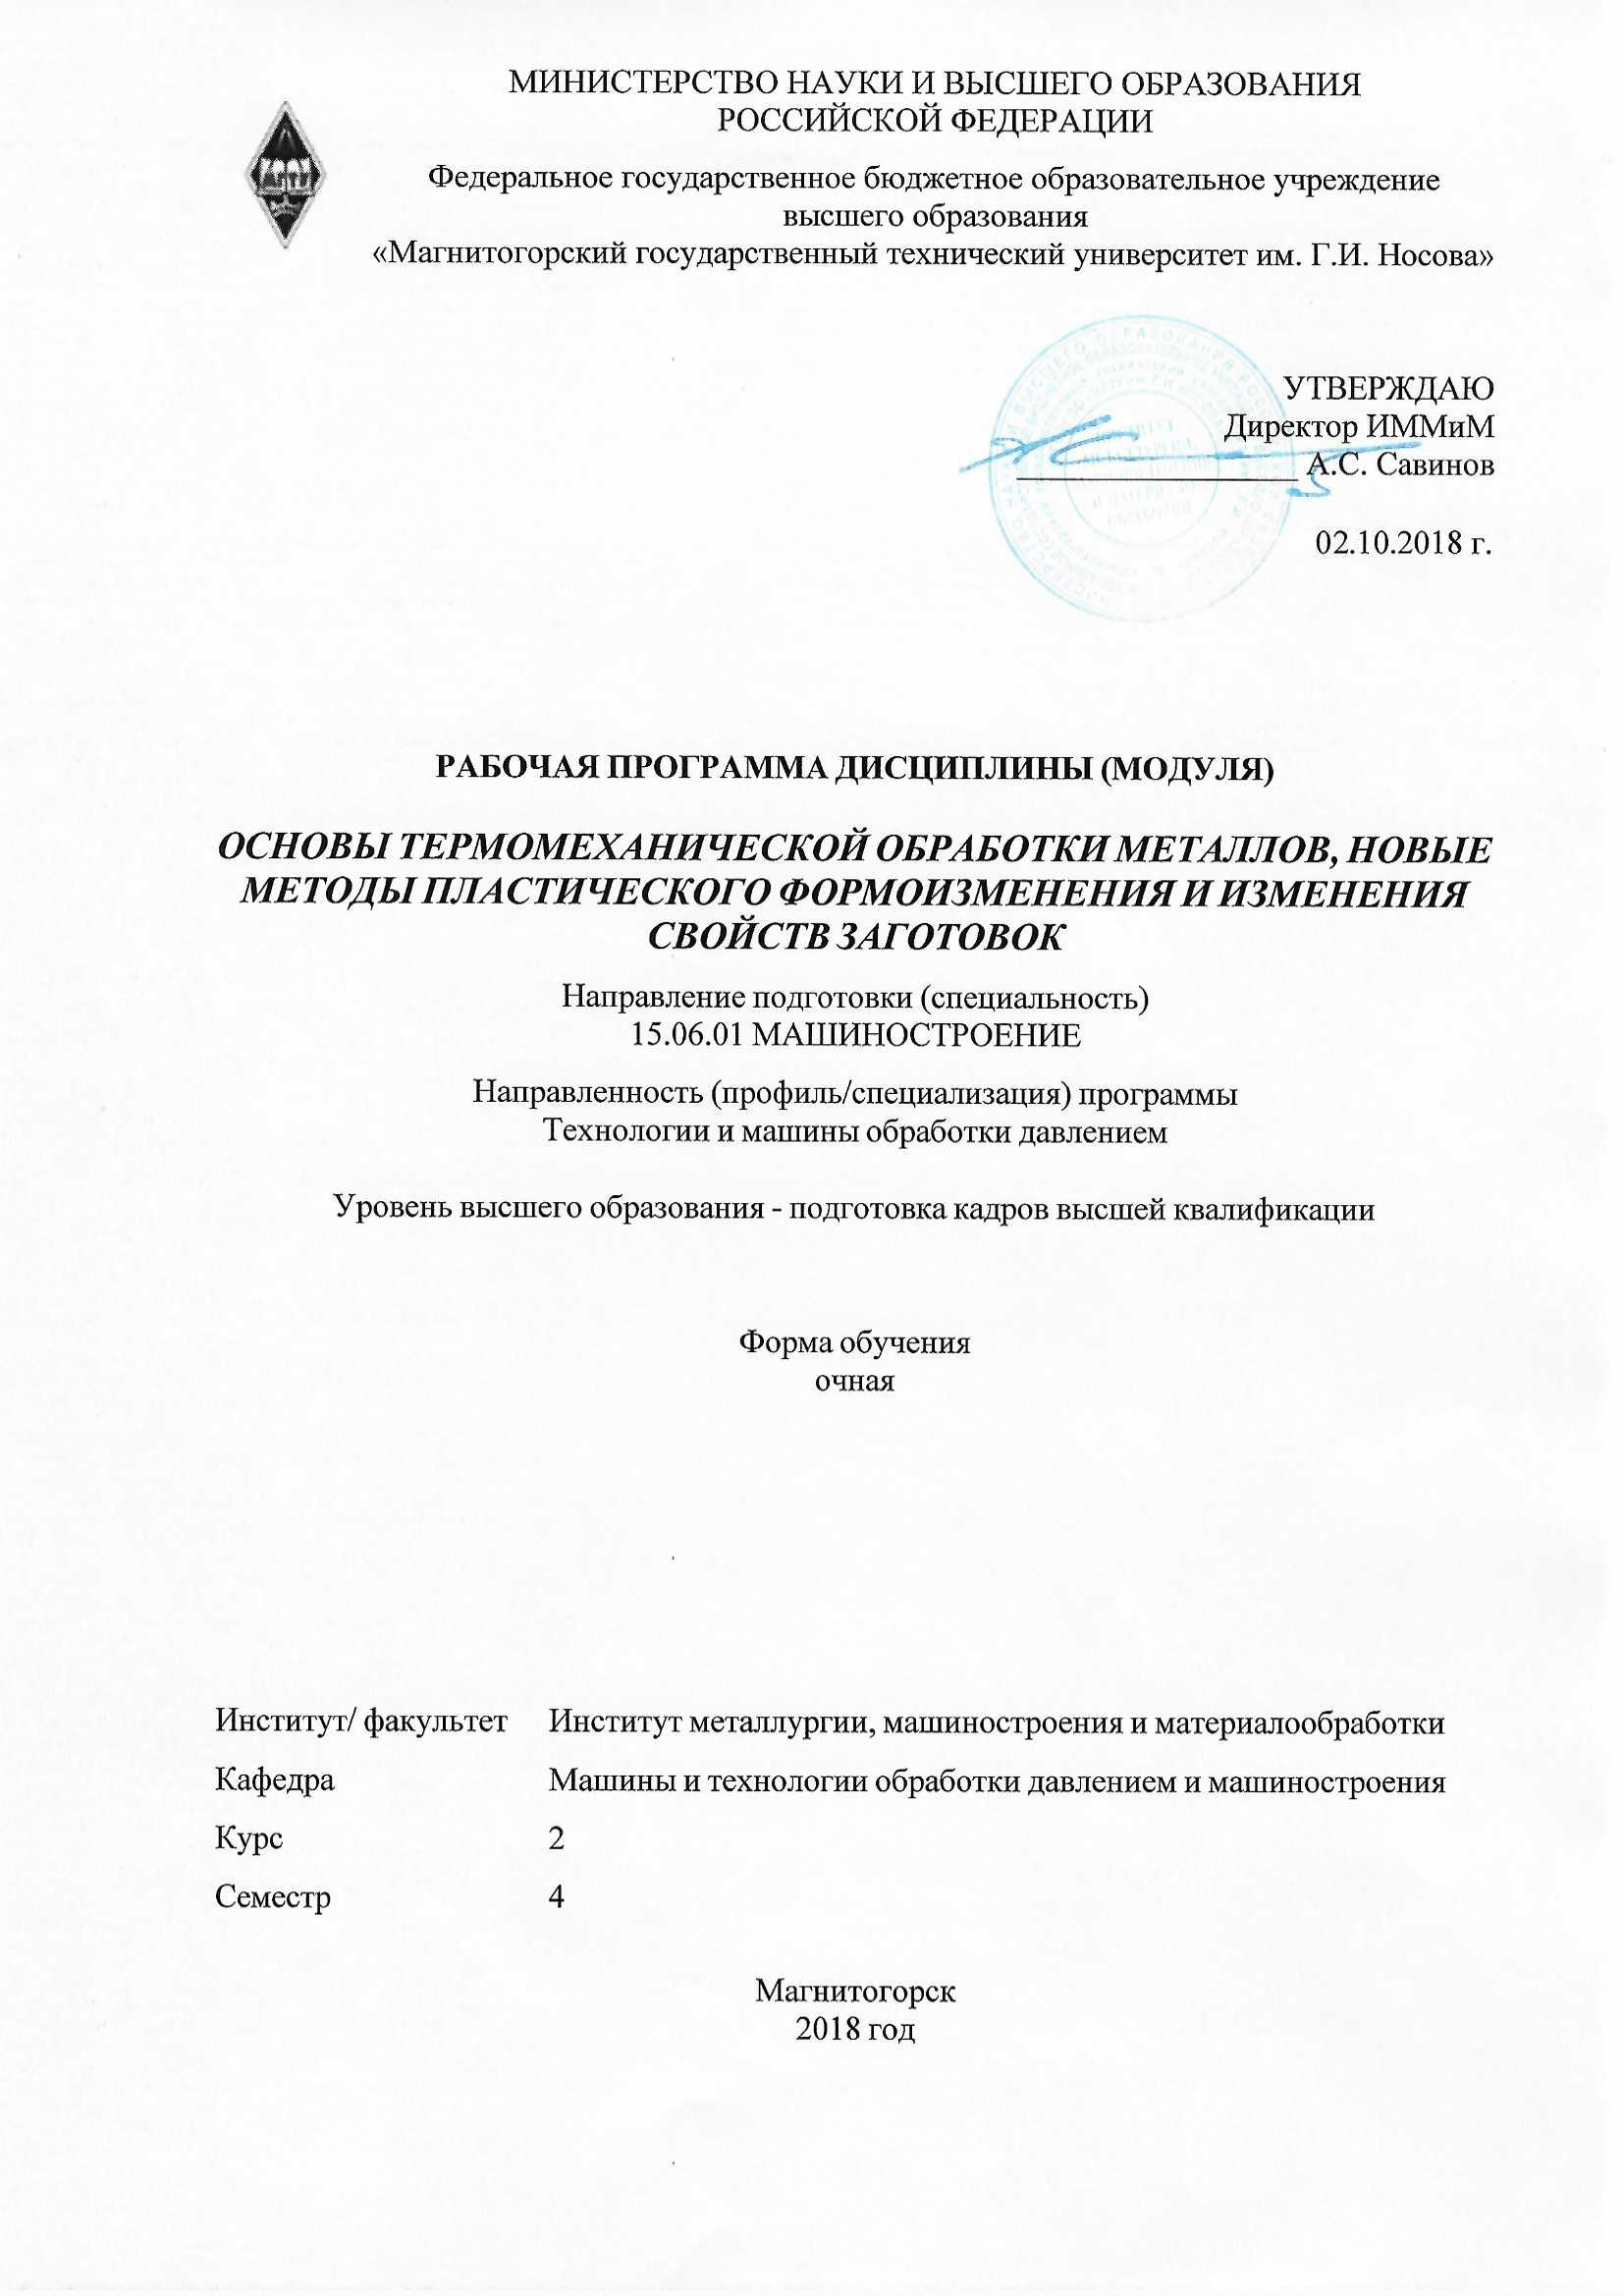 МИНИСТЕРСТВО НАУКИ И ВЫСШЕГО ОБРАЗОВАНИЯ
РОССИЙСКОЙ ФЕДЕРАЦИИ
Федеральное государственное бюджетное образовательное учреждение
высшего образования
«Магнитогорский государственный технический университет им. Г.И. Носова»
УТВЕРЖДАЮ
Директор ИММиМ
А.С. Савинов
02.10.2018 г.
РАБОЧАЯ ПРОГРАММА ДИСЦИПЛИНЫ (МОДУЛЯ)
ОСНОВЫ ТЕРМОМЕХАНИЧЕСКОЙ ОБРАБОТКИ МЕТАЛЛОВ, НОВЫЕ
МЕТОДЫ ПЛАСТИЧЕСКОГО ФОРМОИЗМЕНЕНИЯ И ИЗМЕНЕНИЯ
СВОЙСТВ ЗАГОТОВОК
Направление подготовки (специальность)
15.06.01 МАШИНОСТРОЕНИЕ
Направленность (профиль/специализация) программы
Технологии и машины обработки давлением
Уровень высшего образования - подготовка кадров высшей квалификации
Форма обучения
очная
Институт/ факультет Институт металлургии, машиностроения и материалообработки
Кафедра Машины и технологии обработки давлением и машиностроения
Курс 2
Семестр 4
Магнитогорск
2018 год